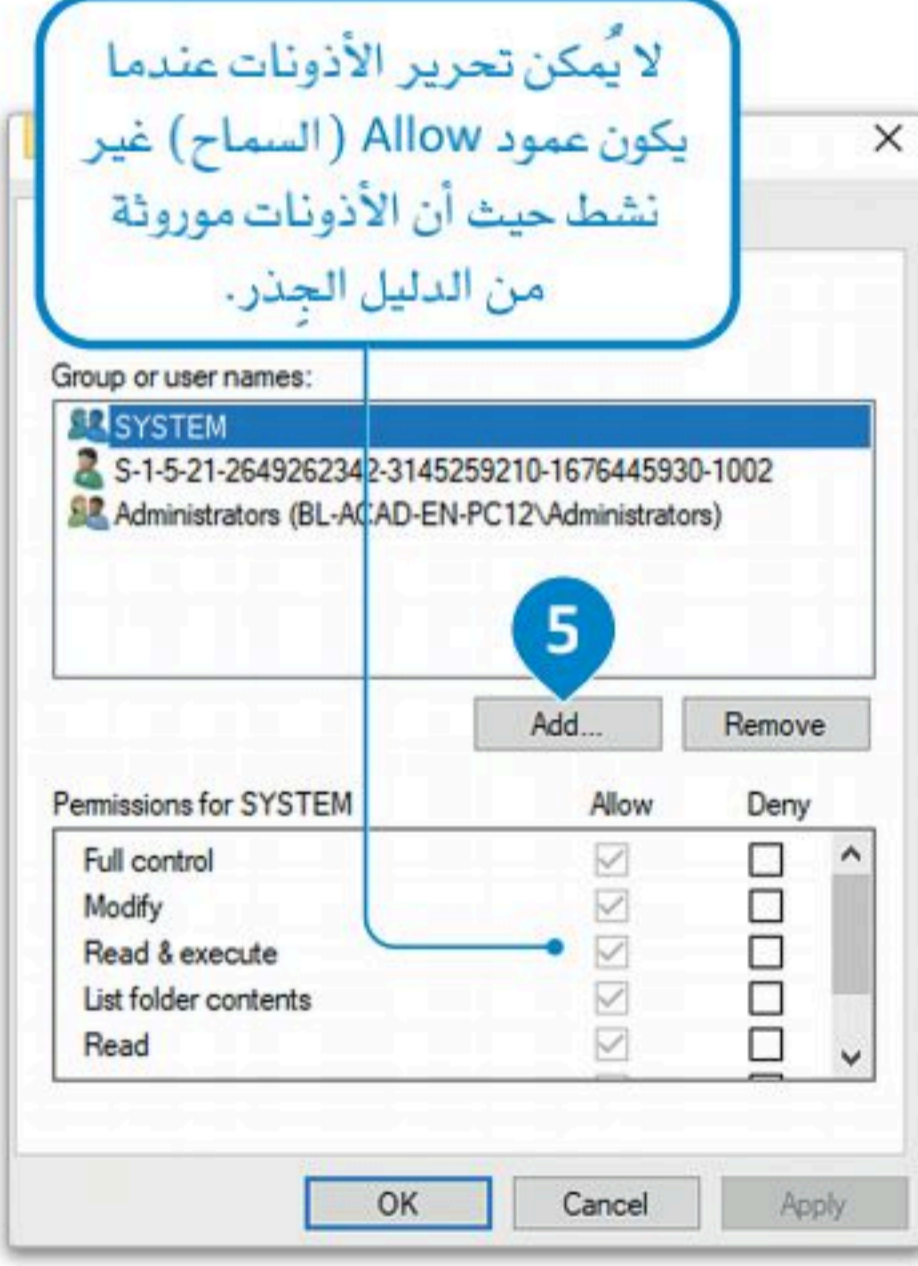 لا يُمكن تحرير الأذونات عندما
يكون عمود Allow (السماح) غير
نشط حيث أن الأذونات موروثة
من الدليل الجِذر.
Group or user names:
SYSTEM
S-1-5-21-2649262342-3145259210-1676445930-1002
Administrators (BL-ACAD-EN-PC12\Administrators)
5
Add... Remove
Permissions for SYSTEM Allow Deny
Full control
Modify
Read & execute
List folder contents
Read
OK Cancel Apply